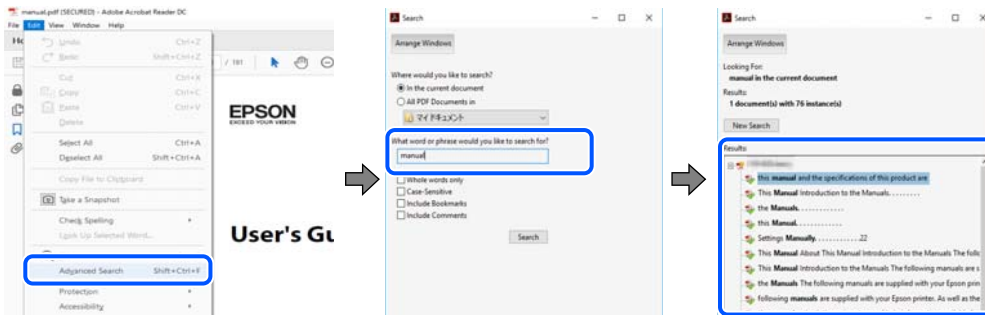 manual.pdf (SECURED) - Adobe Acrobat Reader DC
File Edit View Window Help
Undo Ctrl+Z
Redo Shift+Ctrl+Z
Cut Ctrl+X
Copy Ctrl+C
Paste Ctrl+V
Delete
Select All Ctrl+A
Deselect All Shift+Ctrl+A
Copy File to Clipboard
Take a Snapshot
Check Spelling
Look Up Selected Word...
Advanced Search Shift+Ctrl+F
Protection
Accessibility
/ 181
EPSON
EXCEED YOUR VISION
User's Gu
Search
Arrange Windows
Where would you like to search?
In the current document
All PDF Documents in
マイ ドキュメント
What word or phrase would you like to search for?
manual
Whole words only
Case-Sensitive
Include Bookmarks
Include Comments
Search
Search
Arrange Windows
Looking For:
manual in the current document
Results:
1 document(s) with 76 instance(s)
New Search
Results:
this manual and the specifications of this product are
This Manual Introduction to the Manuals.........
the Manuals.............
this Manual.............
Settings Manually.............22
This Manual About This Manual Introduction to the Manuals The follo
This Manual Introduction to the Manuals The following manuals are s
the Manuals The following manuals are supplied with your Epson prin
following manuals are supplied with your Epson printer. As well as the